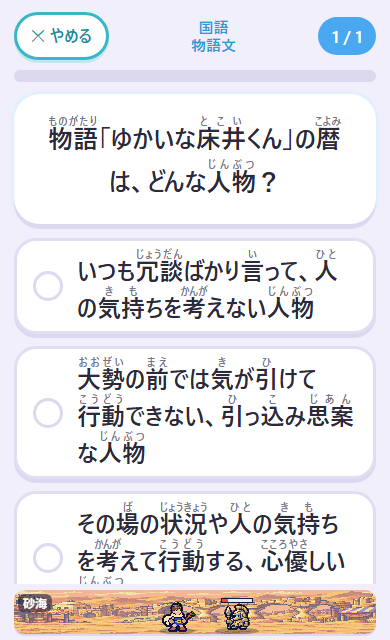 × やめる
国語
物語文
1 / 1
ものがたり とこい こよみ
物語「ゆかいな床井くん」の暦
じんぶつ
は、どんな人物？
じょうだん い ひと
いつも冗談ばかり言って、人
き も かんが じんぶつ
の気持ちを考えない人物
おおぜい まえ き ひ
大勢の前では気が引けて
こうどう ひ こ じあん
行動できない、引っ込み思案
じんぶつ
な人物
ば じょうきょう ひと き も
その場の状況や人の気持ち
かんが こうどう こころやさ
を考えて行動する、心優しい
じんぶつ
砂海